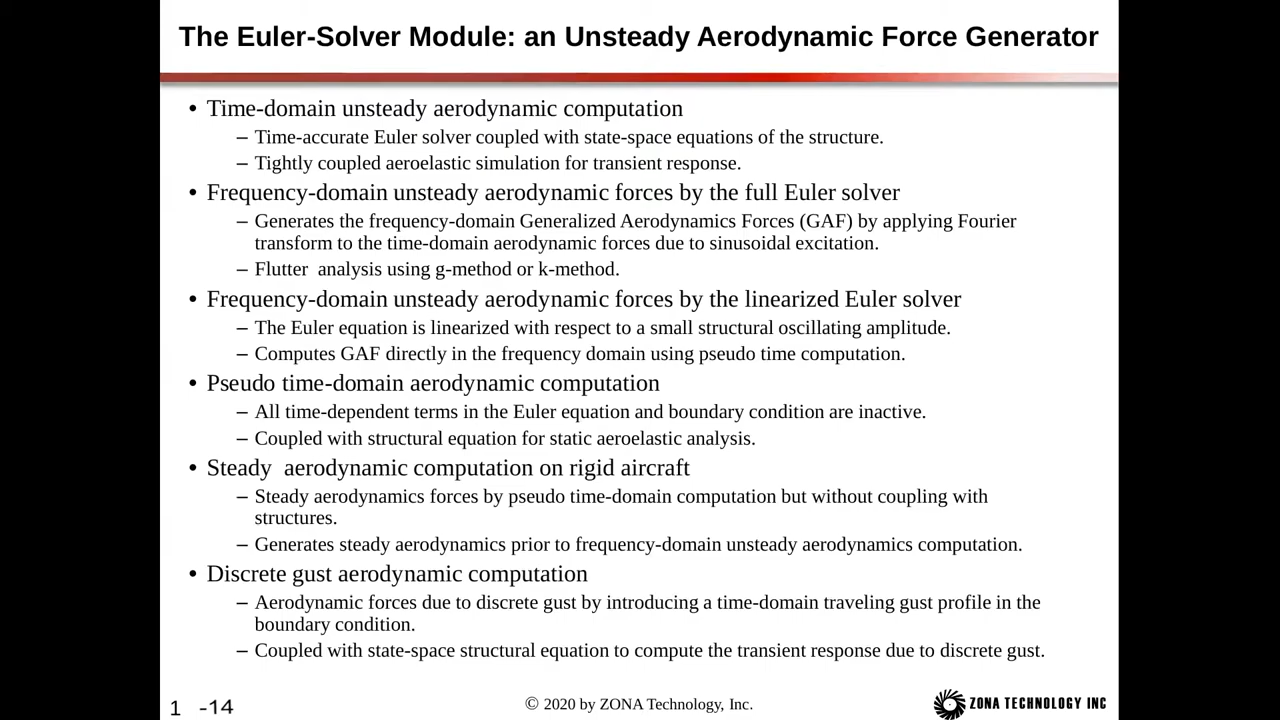 The Euler-Solver Module: an Unsteady Aerodynamic Force Generator
• Time-domain unsteady aerodynamic computation
– Time-accurate Euler solver coupled with state-space equations of the structure.
– Tightly coupled aeroelastic simulation for transient response.
• Frequency-domain unsteady aerodynamic forces by the full Euler solver
– Generates the frequency-domain Generalized Aerodynamics Forces (GAF) by applying Fourier
transform to the time-domain aerodynamic forces due to sinusoidal excitation.
– Flutter  analysis using g-method or k-method.
• Frequency-domain unsteady aerodynamic forces by the linearized Euler solver
– The Euler equation is linearized with respect to a small structural oscillating amplitude.
– Computes GAF directly in the frequency domain using pseudo time computation.
• Pseudo time-domain aerodynamic computation
– All time-dependent terms in the Euler equation and boundary condition are inactive.
– Coupled with structural equation for static aeroelastic analysis.
• Steady  aerodynamic computation on rigid aircraft
– Steady aerodynamics forces by pseudo time-domain computation but without coupling with
structures.
– Generates steady aerodynamics prior to frequency-domain unsteady aerodynamics computation.
• Discrete gust aerodynamic computation
– Aerodynamic forces due to discrete gust by introducing a time-domain traveling gust profile in the
boundary condition.
– Coupled with state-space structural equation to compute the transient response due to discrete gust.
1 -14
© 2020 by ZONA Technology, Inc.
ZONA TECHNOLOGY INC